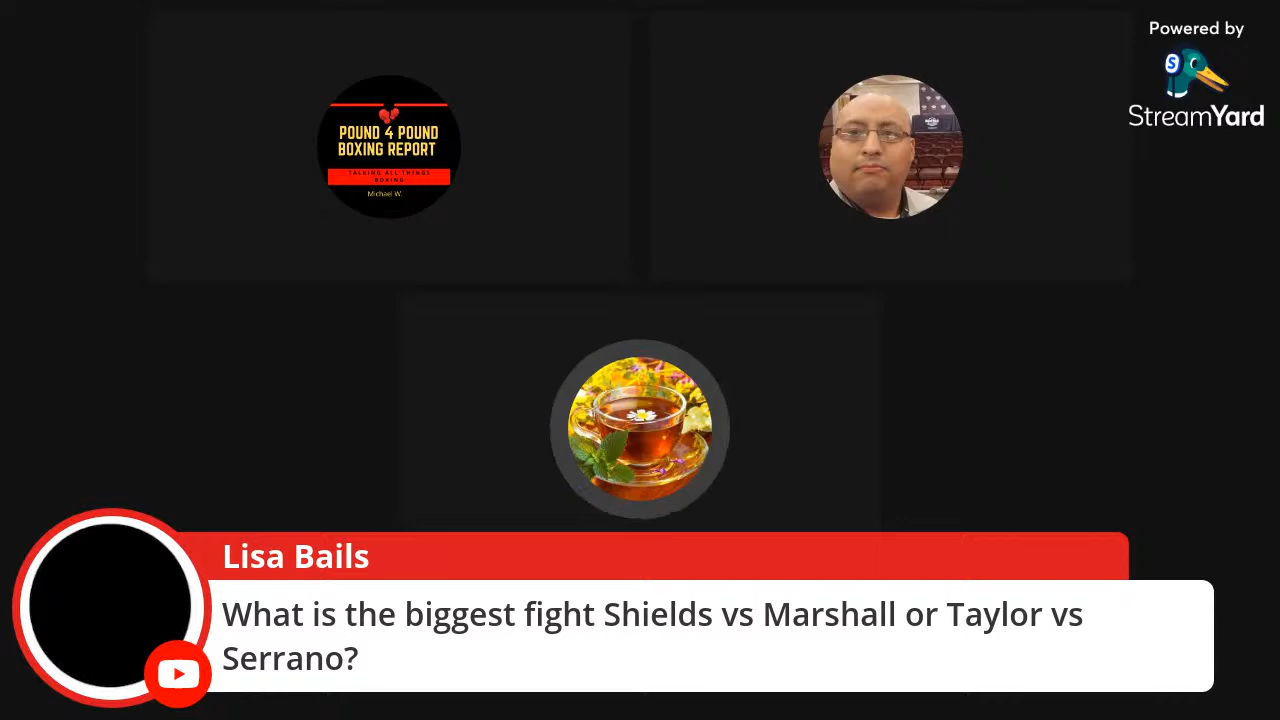 Powered by
S
StreamYard
POUND 4 POUND
BOXING REPORT
TALKING ALL THINGS
BOXING
Michael W.
Lisa Bails
What is the biggest fight Shields vs Marshall or Taylor vs
Serrano?